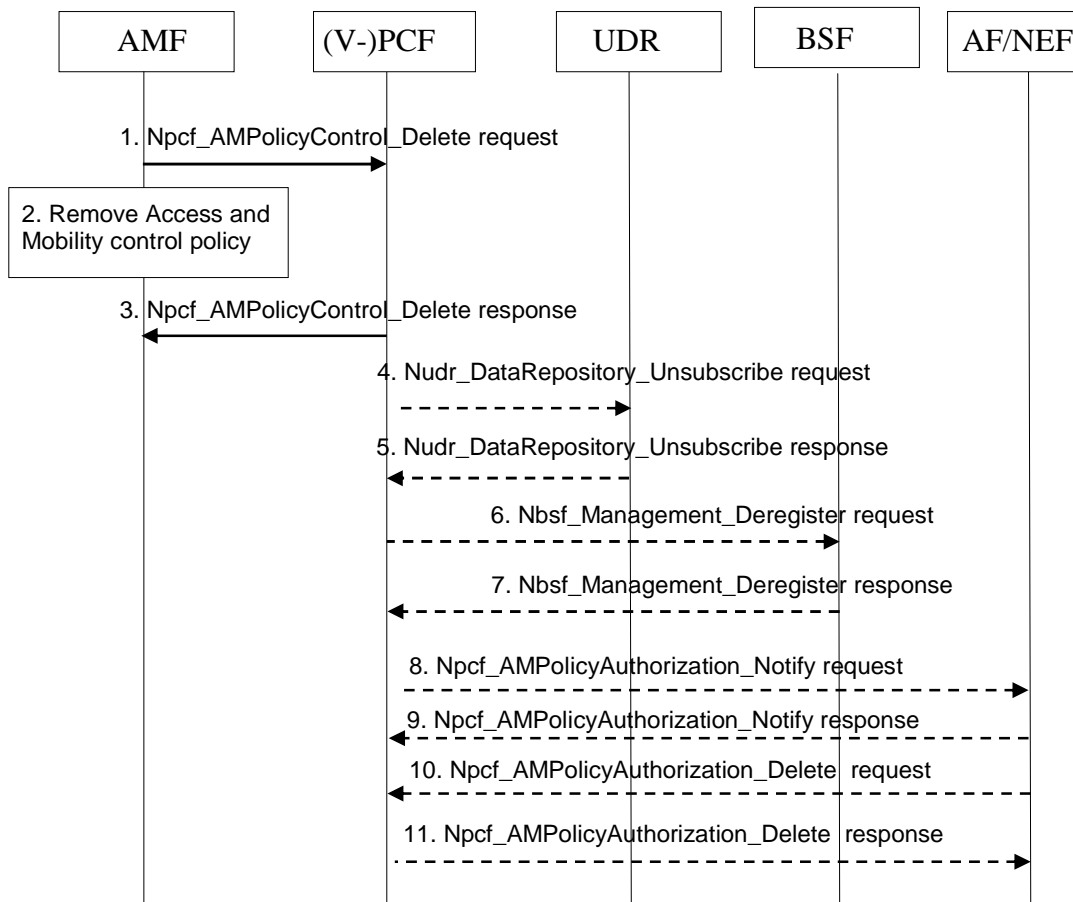 AMF
(V-)PCF
UDR
BSF
AF/NEF
1. Npcf_AMPolicyControl_Delete request
2. Remove Access and
Mobility control policy
3. Npcf_AMPolicyControl_Delete response
4. Nudr_DataRepository_Unsubscribe request
5. Nudr_DataRepository_Unsubscribe response
6. Nbsf_Management_Deregister request
7. Nbsf_Management_Deregister response
8. Npcf_AMPolicyAuthorization_Notify request
9. Npcf_AMPolicyAuthorization_Notify response
10. Npcf_AMPolicyAuthorization_Delete  request
11. Npcf_AMPolicyAuthorization_Delete  response